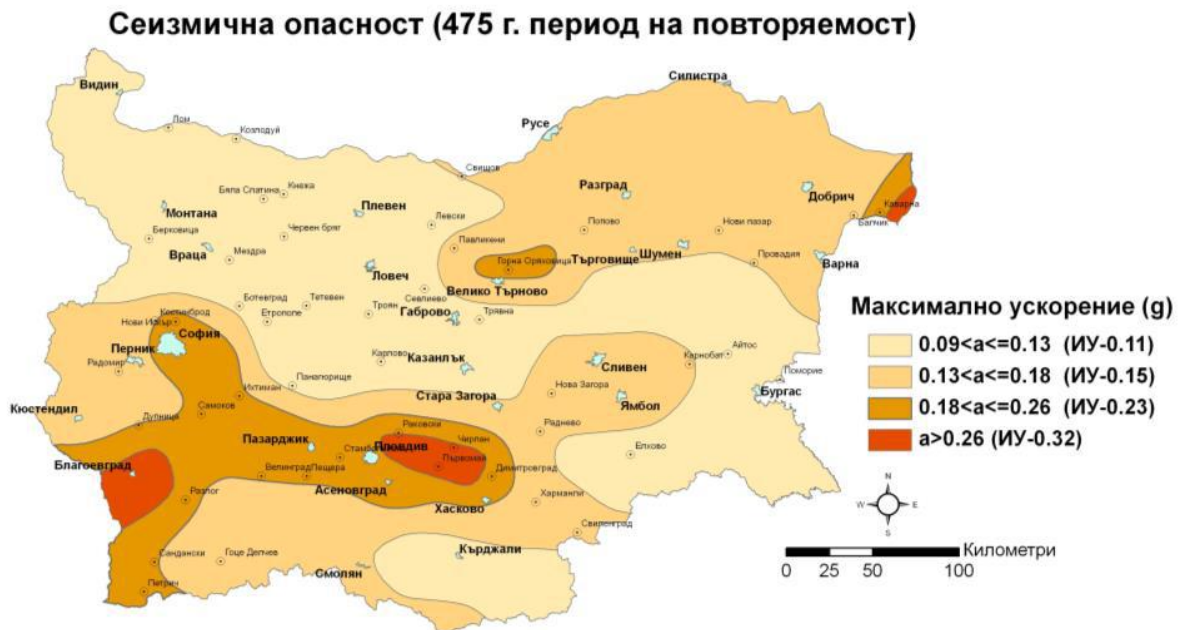 Сеизмична опасност (475 г. период на повторяемост)
Видин
Силистра
Лом
Козлодуй
Русе
Свищов
Бяла Слатина
Кнежа
Разград
Добрич
Каварна
Балчик
Монтана
Плевен
Левски
Попово
Нови пазар
Берковица
Червен бряг
Павликени
Враца
Мездра
Горна Оряховица
Търговище
Шумен
Провадия
Варна
Ловеч
Велико Търново
Ботевград
Тетевен
Троян
Севлиево
Костинброд
Нови Искър
Етрополе
Габрово
Трявна
София
Перник
Радомир
Карлово
Казанлък
Сливен
Карнобат
Айтос
Поморие
Панагюрище
Ихтиман
Нова Загора
Бургас
Кюстендил
Дупница
Самоков
Стара Загора
Ямбол
Раковски
Раднево
Пазарджик
Пловдив
Чирпан
Елхово
Благоевград
Велинград
Пещера
Първомай
Димитровград
Асеновград
Разлог
Хасково
Харманли
Свиленград
Сандански
Гоце Делчев
Кърджали
Смолян
Петрич
Максимално ускорение (g)
0.09<a<=0.13 (ИУ-0.11)
0.13<a<=0.18 (ИУ-0.15)
0.18<a<=0.26 (ИУ-0.23)
a>0.26 (ИУ-0.32)
N
W E
S
Километри
0 25 50 100